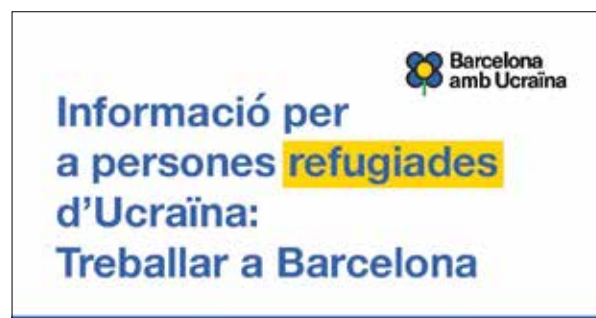 Barcelona
amb Ucraïna
Informació per
a persones refugiades
d'Ucraïna:
Treballar a Barcelona